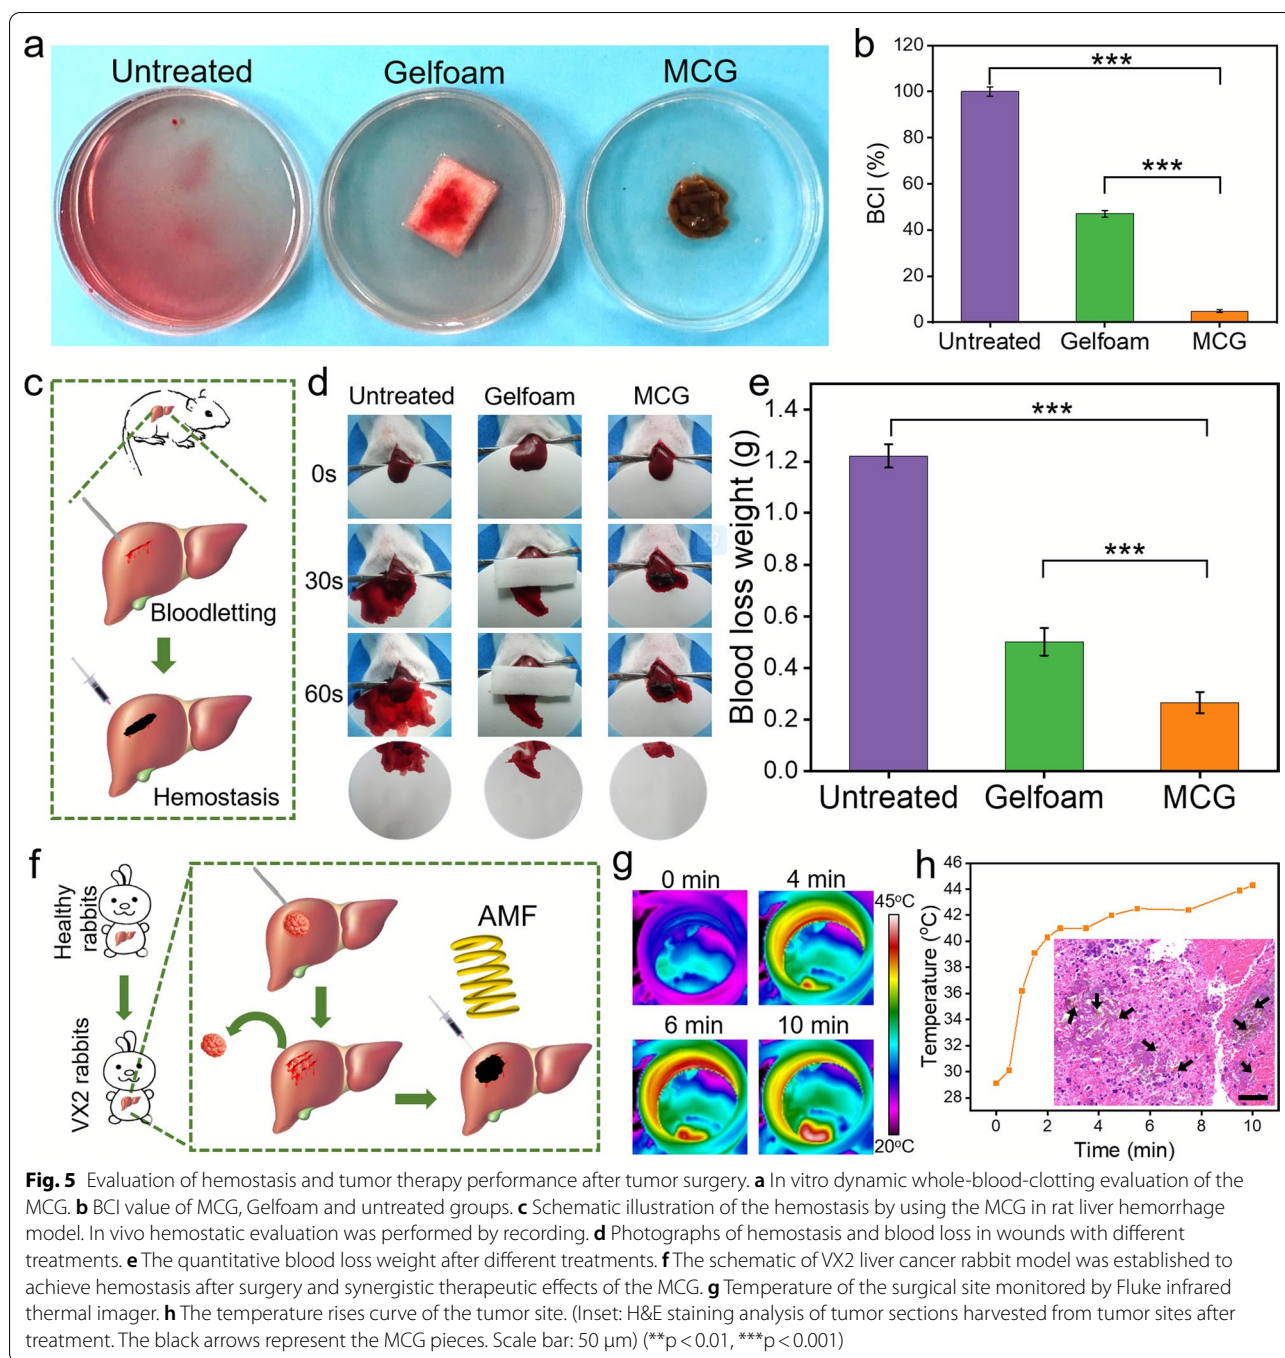 a
Untreated
Gelfoam
MCG
b
120
100
80
60
40
20
0
BCI (%)
***
***
Untreated
Gelfoam
MCG
c
Bloodletting
Hemostasis
d
Untreated
Gelfoam
MCG
0s
30s
60s
e
1.4
1.2
1.0
0.8
0.6
0.4
0.2
0.0
Blood loss weight (g)
***
***
Untreated
Gelfoam
MCG
f
Healthy
rabbits
VX2 rabbits
AMF
g
0 min
4 min
6 min
10 min
45°C
20°C
h
46
44
42
40
38
36
34
32
30
28
Temperature (°C)
0
2
4
6
8
10
Time (min)
Fig. 5 Evaluation of hemostasis and tumor therapy performance after tumor surgery. a In vitro dynamic whole-blood-clotting evaluation of the
MCG. b BCI value of MCG, Gelfoam and untreated groups. c Schematic illustration of the hemostasis by using the MCG in rat liver hemorrhage
model. In vivo hemostatic evaluation was performed by recording. d Photographs of hemostasis and blood loss in wounds with different
treatments. e The quantitative blood loss weight after different treatments. f The schematic of VX2 liver cancer rabbit model was established to
achieve hemostasis after surgery and synergistic therapeutic effects of the MCG. g Temperature of the surgical site monitored by Fluke infrared
thermal imager. h The temperature rises curve of the tumor site. (Inset: H&E staining analysis of tumor sections harvested from tumor sites after
treatment. The black arrows represent the MCG pieces. Scale bar: 50 μm) (**p < 0.01, ***p < 0.001)